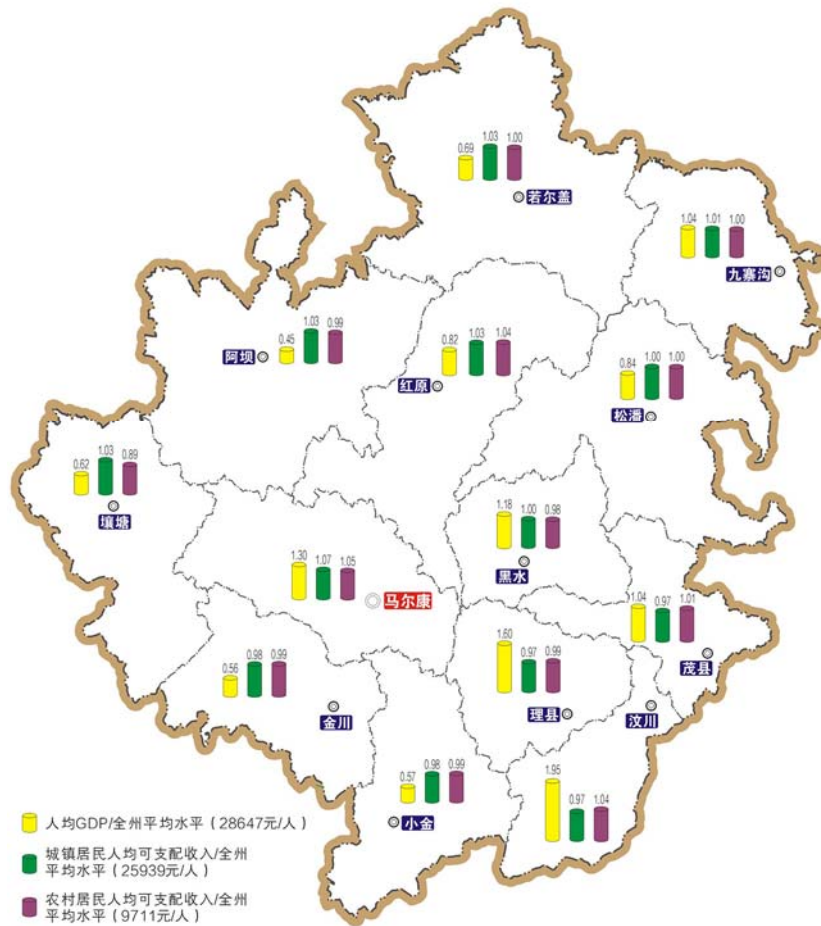 0.69 1.03 1.00
若尔盖
1.04 1.01 1.00
九寨沟
0.45 1.03 0.99
阿坝
0.82 1.03 1.04
红原
0.84 1.00 1.00
松潘
0.62 1.03 0.89
壤塘
1.18 1.00 0.98
黑水
1.30 1.07 1.05
马尔康
1.04 0.97 1.01
茂县
0.56 0.98 0.99
金川
1.60 0.97 0.99
理县
汶川
0.57 0.98 0.99
小金
1.95 0.97 1.04
人均GDP/全州平均水平（28647元/人）
城镇居民人均可支配收入/全州
平均水平（25939元/人）
农村居民人均可支配收入/全州
平均水平（9711元/人）